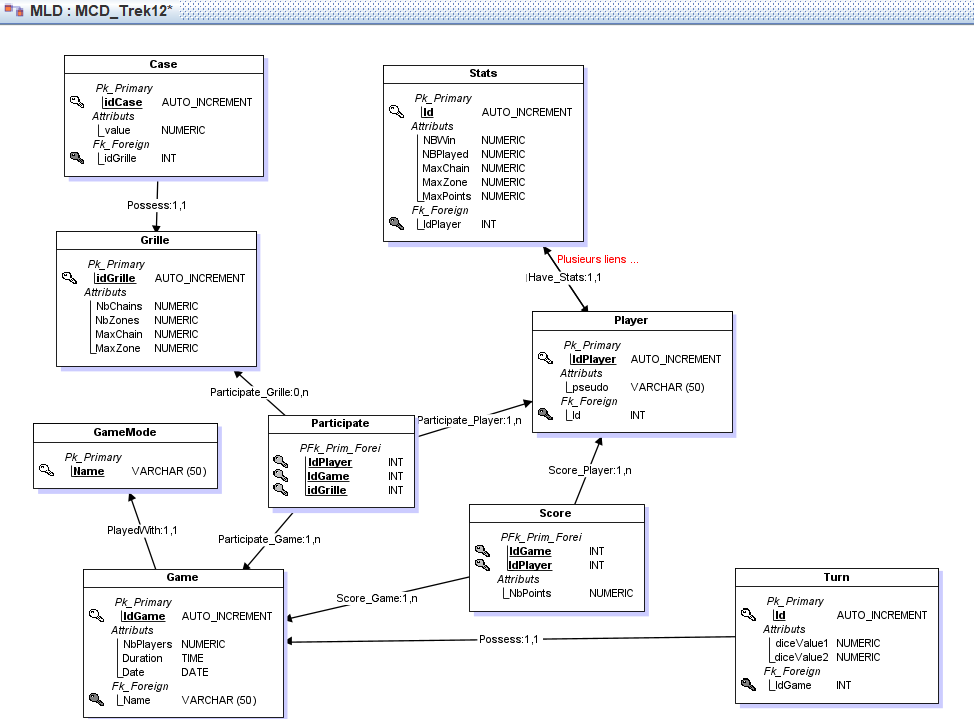 MLD : MCD_Trek12*
Case
Pk_Primary
idCase AUTO_INCREMENT
Attributs
value NUMERIC
Fk_Foreign
idGrille INT
Possess:1,1
Stats
Pk_Primary
Id AUTO_INCREMENT
Attributs
NBWin NUMERIC
NBPlayed NUMERIC
MaxChain NUMERIC
MaxZone NUMERIC
MaxPoints NUMERIC
Fk_Foreign
IdPlayer INT
Plusieurs liens ...
Have_Stats:1,1
Grille
Pk_Primary
idGrille AUTO_INCREMENT
Attributs
NbChains NUMERIC
NbZones NUMERIC
MaxChain NUMERIC
MaxZone NUMERIC
Player
Pk_Primary
IdPlayer AUTO_INCREMENT
Attributs
pseudo VARCHAR (50)
Fk_Foreign
Id INT
Participate_Grille:0,n
Participate_Player:1,n
Participate
PFk_Prim_Forei
IdPlayer INT
IdGame INT
idGrille INT
GameMode
Pk_Primary
Name VARCHAR (50)
PlayedWith:1,1
Participate_Game:1,n
Score_Player:1,n
Score
PFk_Prim_Forei
IdGame INT
IdPlayer INT
Attributs
NbPoints NUMERIC
Score_Game:1,n
Possess:1,1
Game
Pk_Primary
IdGame AUTO_INCREMENT
Attributs
NbPlayers NUMERIC
Duration TIME
Date DATE
Fk_Foreign
Name VARCHAR (50)
Turn
Pk_Primary
Id AUTO_INCREMENT
Attributs
diceValue1 NUMERIC
diceValue2 NUMERIC
Fk_Foreign
IdGame INT